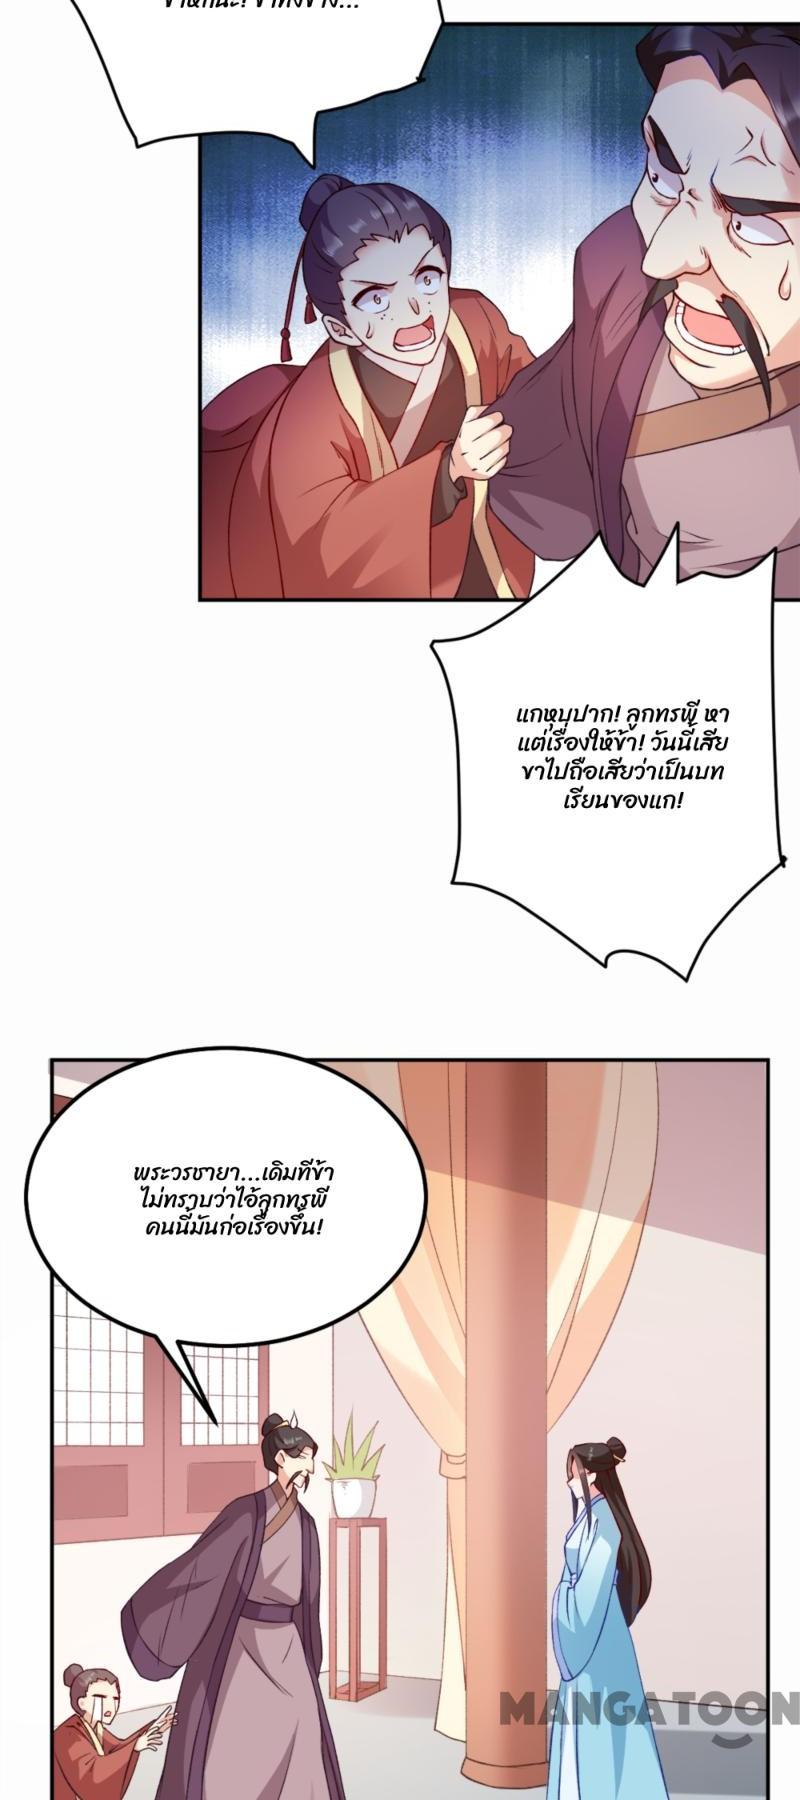 แกหุบปาก! ลูกทรพี หา
แต่เรื่องให้ข้า! วันนี้เสีย
ขาไปถือเสียว่าเป็นบท
เรียนของแก!
พระวรชายา...เดิมทีข้า
ไม่ทราบว่าไอ้ลูกทรพี
คนนี้มันก่อเรื่องขึ้น!
MANGATOON